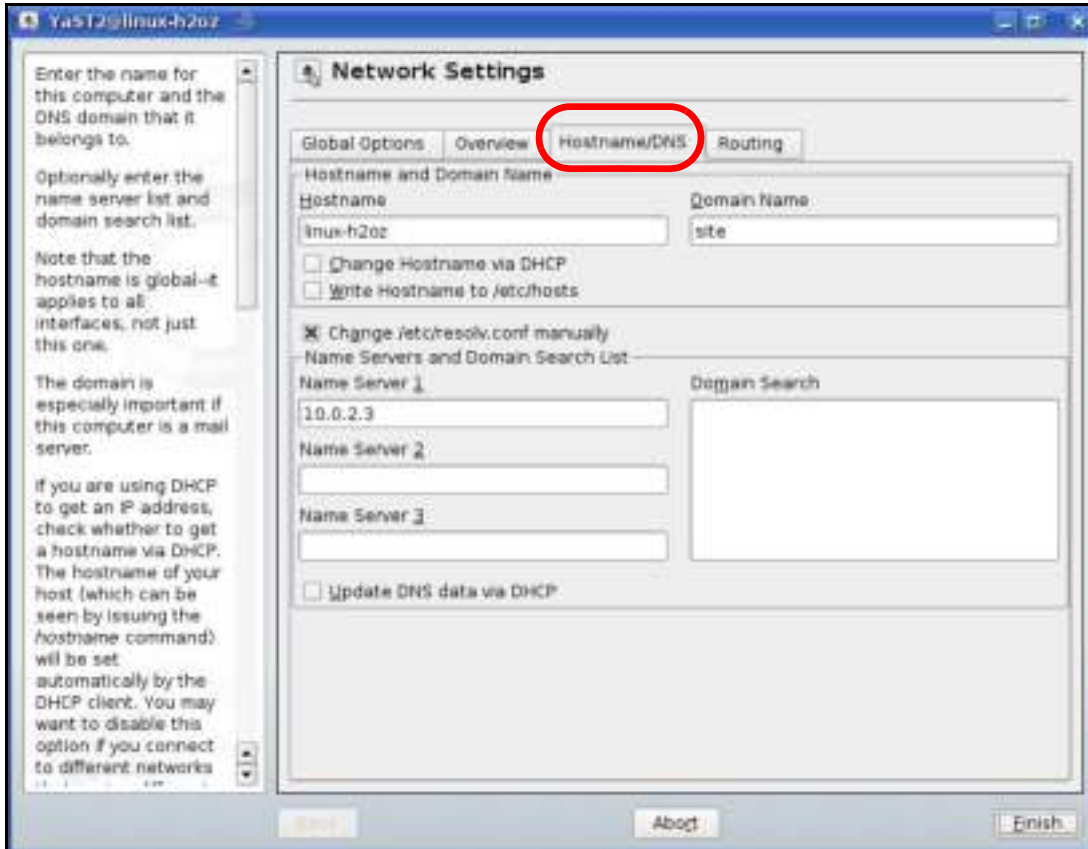 YaST2@linux-h2oz
Enter the name for
this computer and the
DNS domain that it
belongs to.
Optionally enter the
name server list and
domain search list.
Note that the
hostname is global--it
applies to all
interfaces, not just
this one.
The domain is
especially important if
this computer is a mail
server.
If you are using DHCP
to get an IP address,
check whether to get
a hostname via DHCP.
The hostname of your
host (which can be
seen by issuing the
hostname command)
will be set
automatically by the
DHCP client. You may
want to disable this
option if you connect
to different networks
Network Settings
Global Options
Overview
Hostname/DNS
Routing
Hostname and Domain Name
Hostname
Domain Name
linux-h2oz
site
Change Hostname via DHCP
Write Hostname to /etc/hosts
Change /etc/resolv.conf manually
Name Servers and Domain Search List
Name Server 1
Domain Search
10.0.2.3
Name Server 2
Name Server 3
Update DNS data via DHCP
Abort
Finish